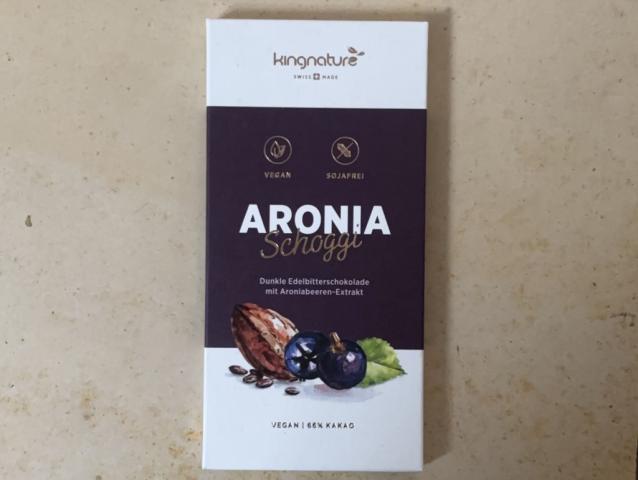 kingnature
SWISS MADE
VEGAN SOJAFREI
ARONIA
Schoggi
Dunkle Edelbitterschokolade
mit Aroniabeeren-Extrakt
VEGAN | 66% KAKAO